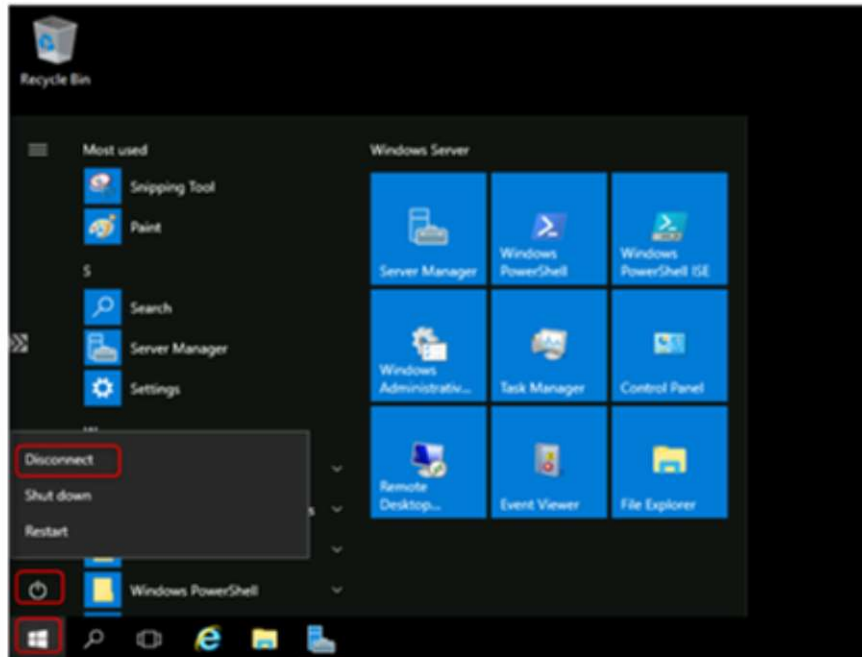 Recycle Bin
Most used
Windows Server
Snipping Tool
Paint
S
Search
Server Manager
Settings
Server Manager
Windows
PowerShell
Windows
PowerShell ISE
Windows
Administrativ...
Task Manager
Control Panel
Remote
Desktop...
Event Viewer
File Explorer
Disconnect
Shut down
Restart
s
Windows PowerShell